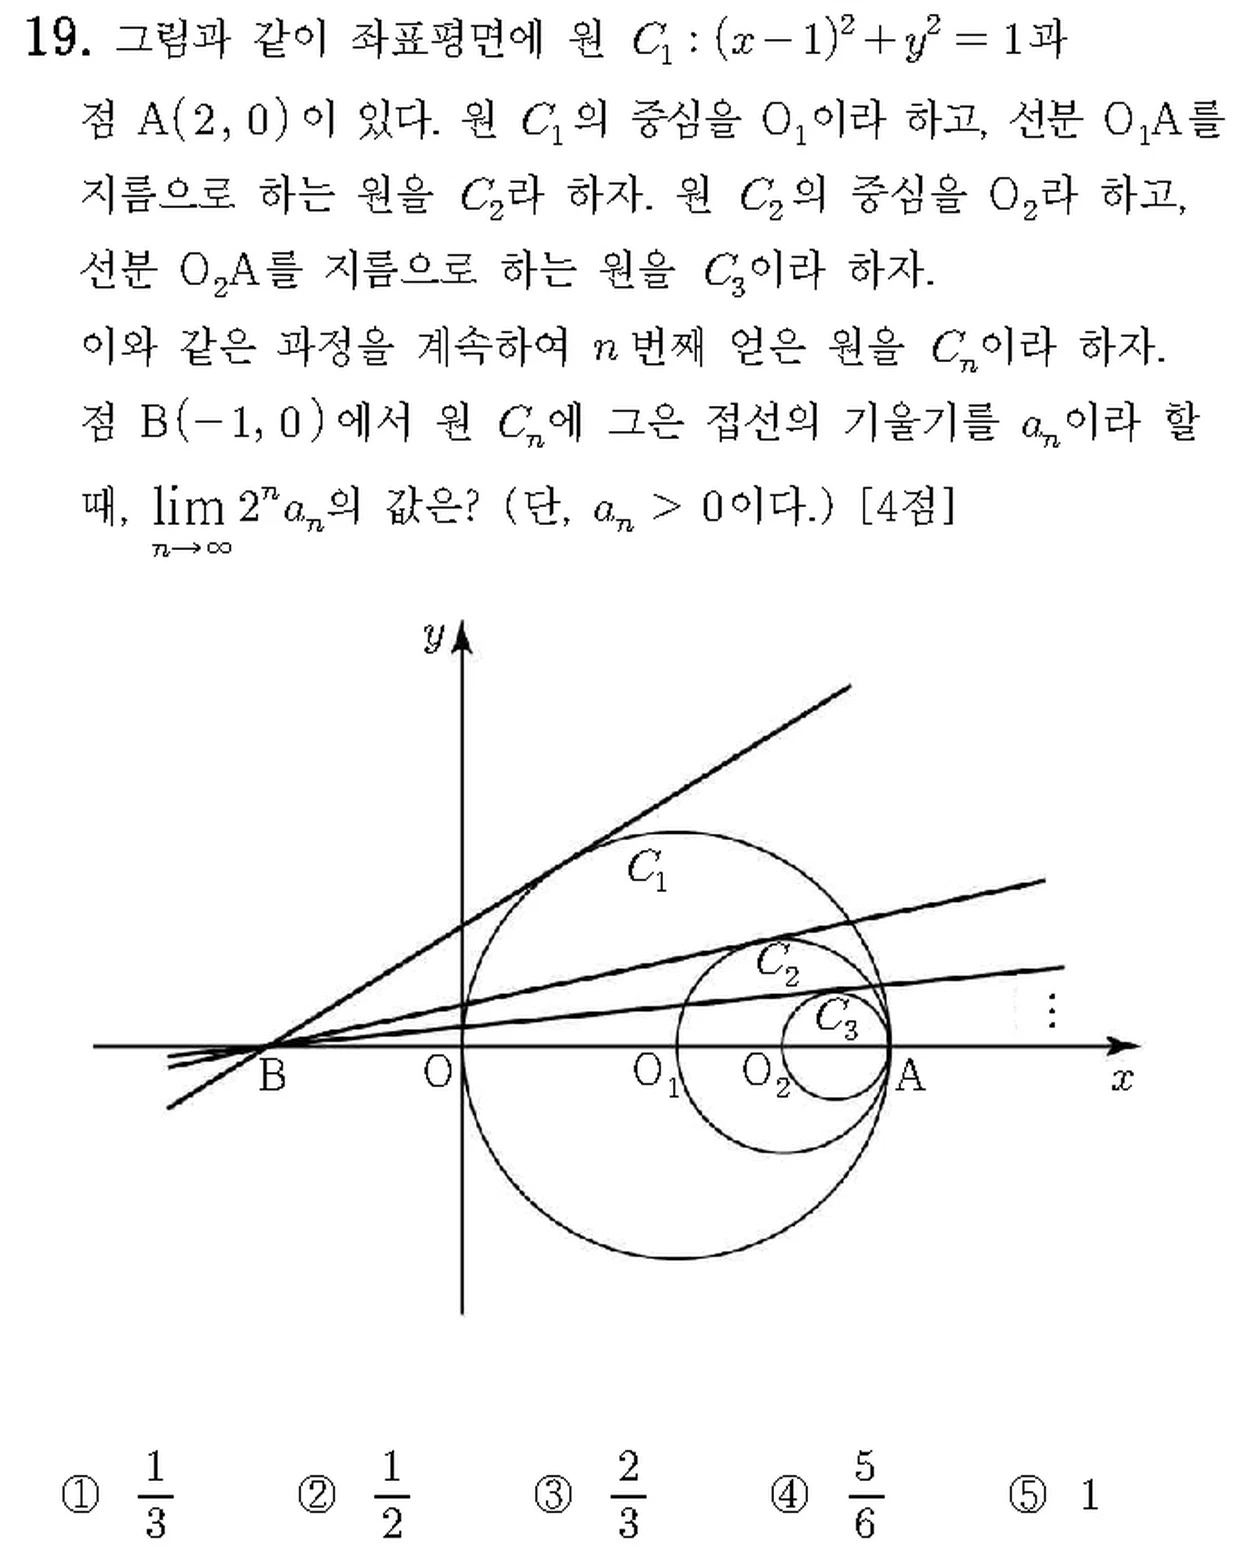 19. 그림과 같이 좌표평면에 원 C₁ : (x－1)²＋y² = 1과
점 A(2, 0)이 있다. 원 C₁의 중심을 O₁이라 하고, 선분 O₁A를
지름으로 하는 원을 C₂라 하자. 원 C₂의 중심을 O₂라 하고,
선분 O₂A를 지름으로 하는 원을 C₃이라 하자.
이와 같은 과정을 계속하여 n번째 얻은 원을 Cₙ이라 하자.
점 B(－1, 0)에서 원 Cₙ에 그은 접선의 기울기를 aₙ이라 할
때, lim n→∞ 2ⁿaₙ의 값은? (단, aₙ > 0이다.) [4점]
y
C₁
C₂
C₃
⋮
B O O₁ O₂ A x
① 1/3 ② 1/2 ③ 2/3 ④ 5/6 ⑤ 1